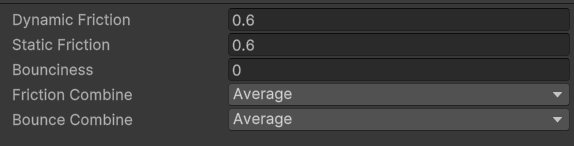 Dynamic Friction 0.6
Static Friction 0.6
Bounciness 0
Friction Combine Average
Bounce Combine Average